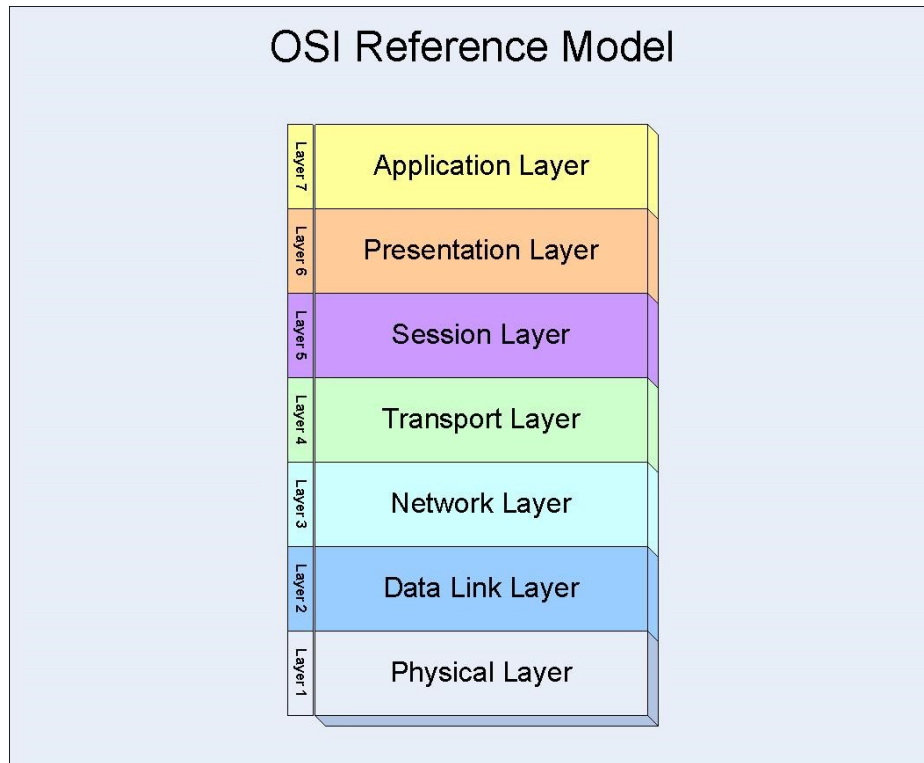 OSI Reference Model
Layer 7
Application Layer
Layer 6
Presentation Layer
Layer 5
Session Layer
Layer 4
Transport Layer
Layer 3
Network Layer
Layer 2
Data Link Layer
Layer 1
Physical Layer